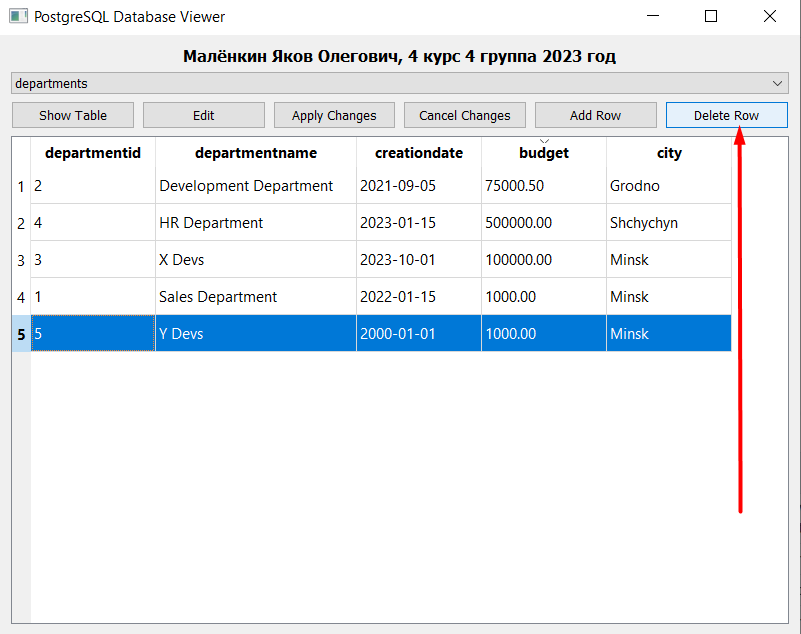 PostgreSQL Database Viewer
Малёнкин Яков Олегович, 4 курс 4 группа 2023 год
departments
Show Table Edit Apply Changes Cancel Changes Add Row Delete Row
departmentid departmentname creationdate budget city
1 2 Development Department 2021-09-05 75000.50 Grodno
2 4 HR Department 2023-01-15 500000.00 Shchychyn
3 3 X Devs 2023-10-01 100000.00 Minsk
4 1 Sales Department 2022-01-15 1000.00 Minsk
5 5 Y Devs 2000-01-01 1000.00 Minsk